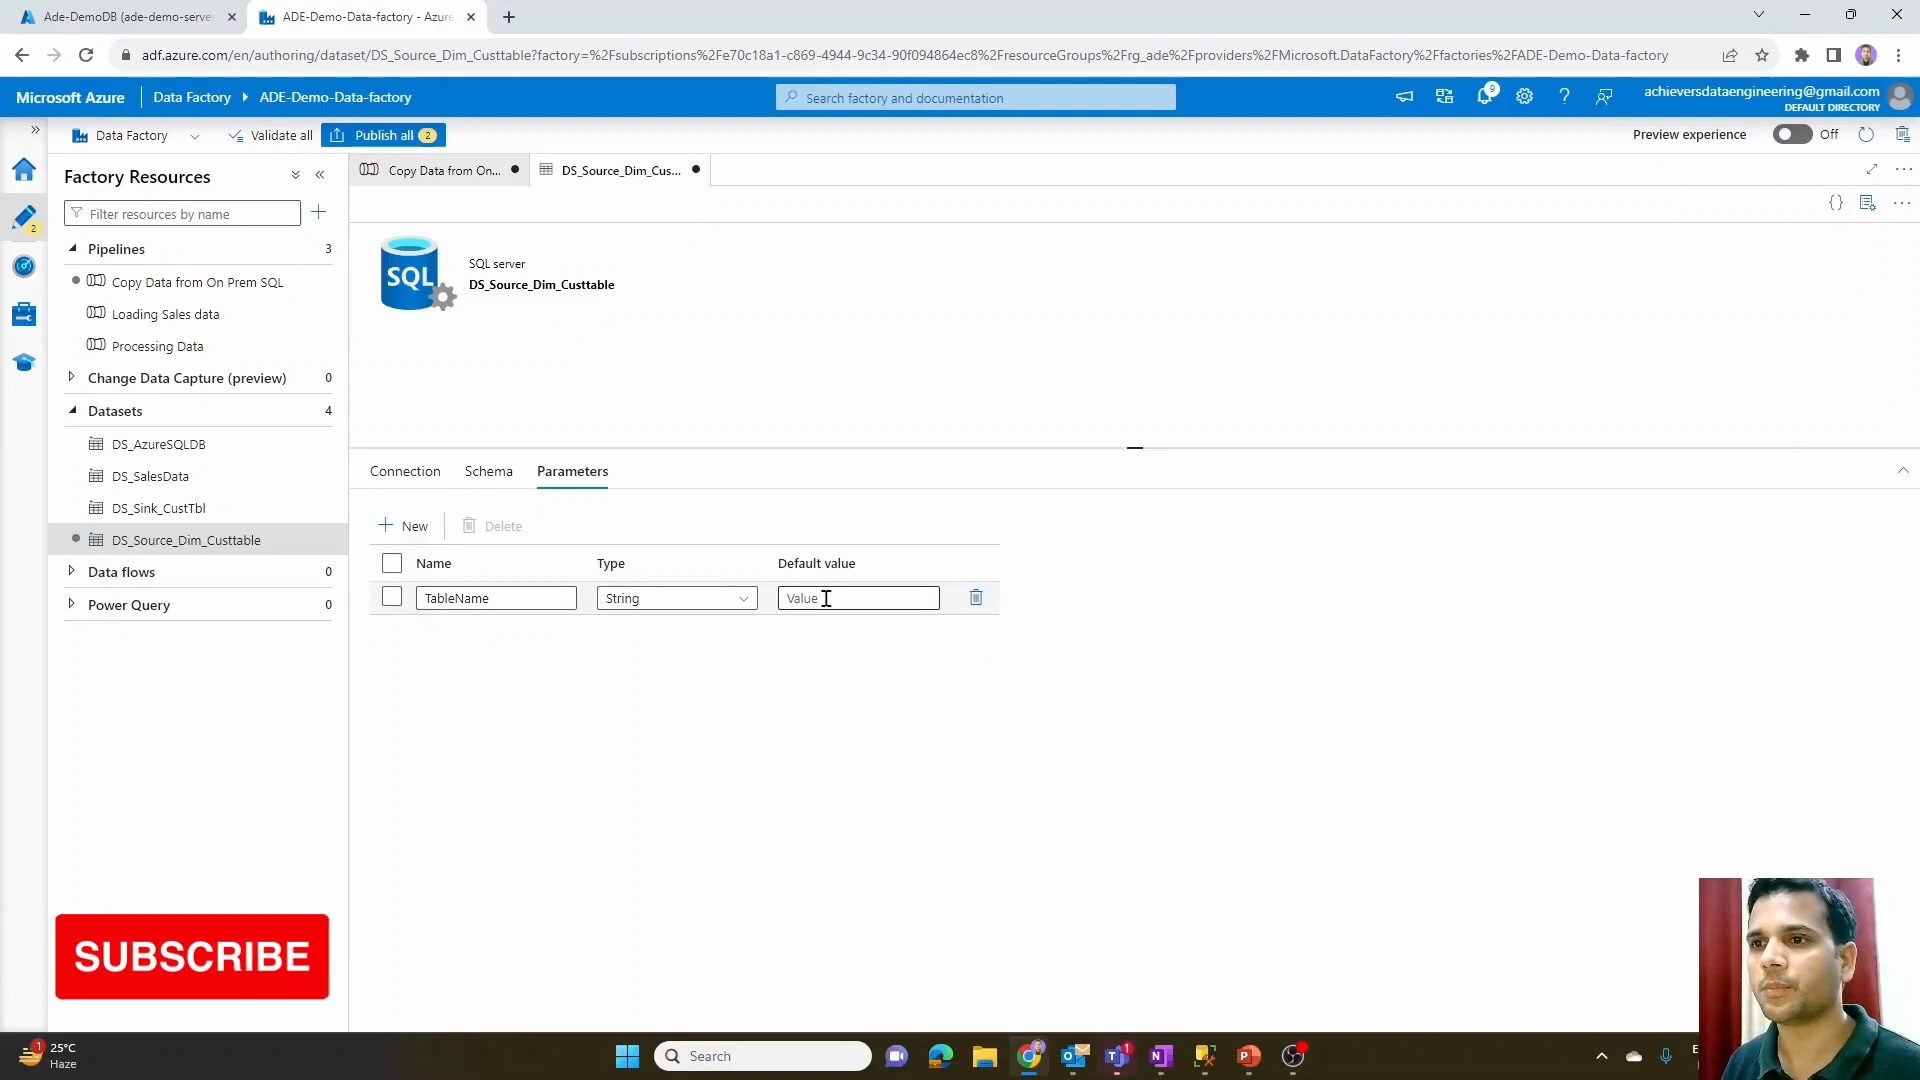 Ade-DemoDB (ade-demo-server
ADE-Demo-Data-factory - Azure
adf.azure.com/en/authoring/dataset/DS_Source_Dim_Custtable?factory=%2Fsubscriptions%2Fe70c18a1-c869-4944-9c34-90f094864ec8%2FresourceGroups%2Frg_ade%2Fproviders%2FMicrosoft.DataFactory%2Ffactories%2FADE-Demo-Data-factory
Microsoft Azure
Data Factory
ADE-Demo-Data-factory
Search factory and documentation
9
achieversdataengineering@gmail.com
DEFAULT DIRECTORY
Data Factory
Validate all
Publish all
2
Preview experience
Off
2
Factory Resources
Filter resources by name
Pipelines 3
Copy Data from On Prem SQL
Loading Sales data
Processing Data
Change Data Capture (preview) 0
Datasets 4
DS_AzureSQLDB
DS_SalesData
DS_Sink_CustTbl
DS_Source_Dim_Custtable
Data flows 0
Power Query 0
Copy Data from On...
DS_Source_Dim_Cus...
SQL
SQL server
DS_Source_Dim_Custtable
Connection
Schema
Parameters
New
Delete
Name
Type
Default value
TableName
String
Value
SUBSCRIBE
1
25°C
Haze
Search
1